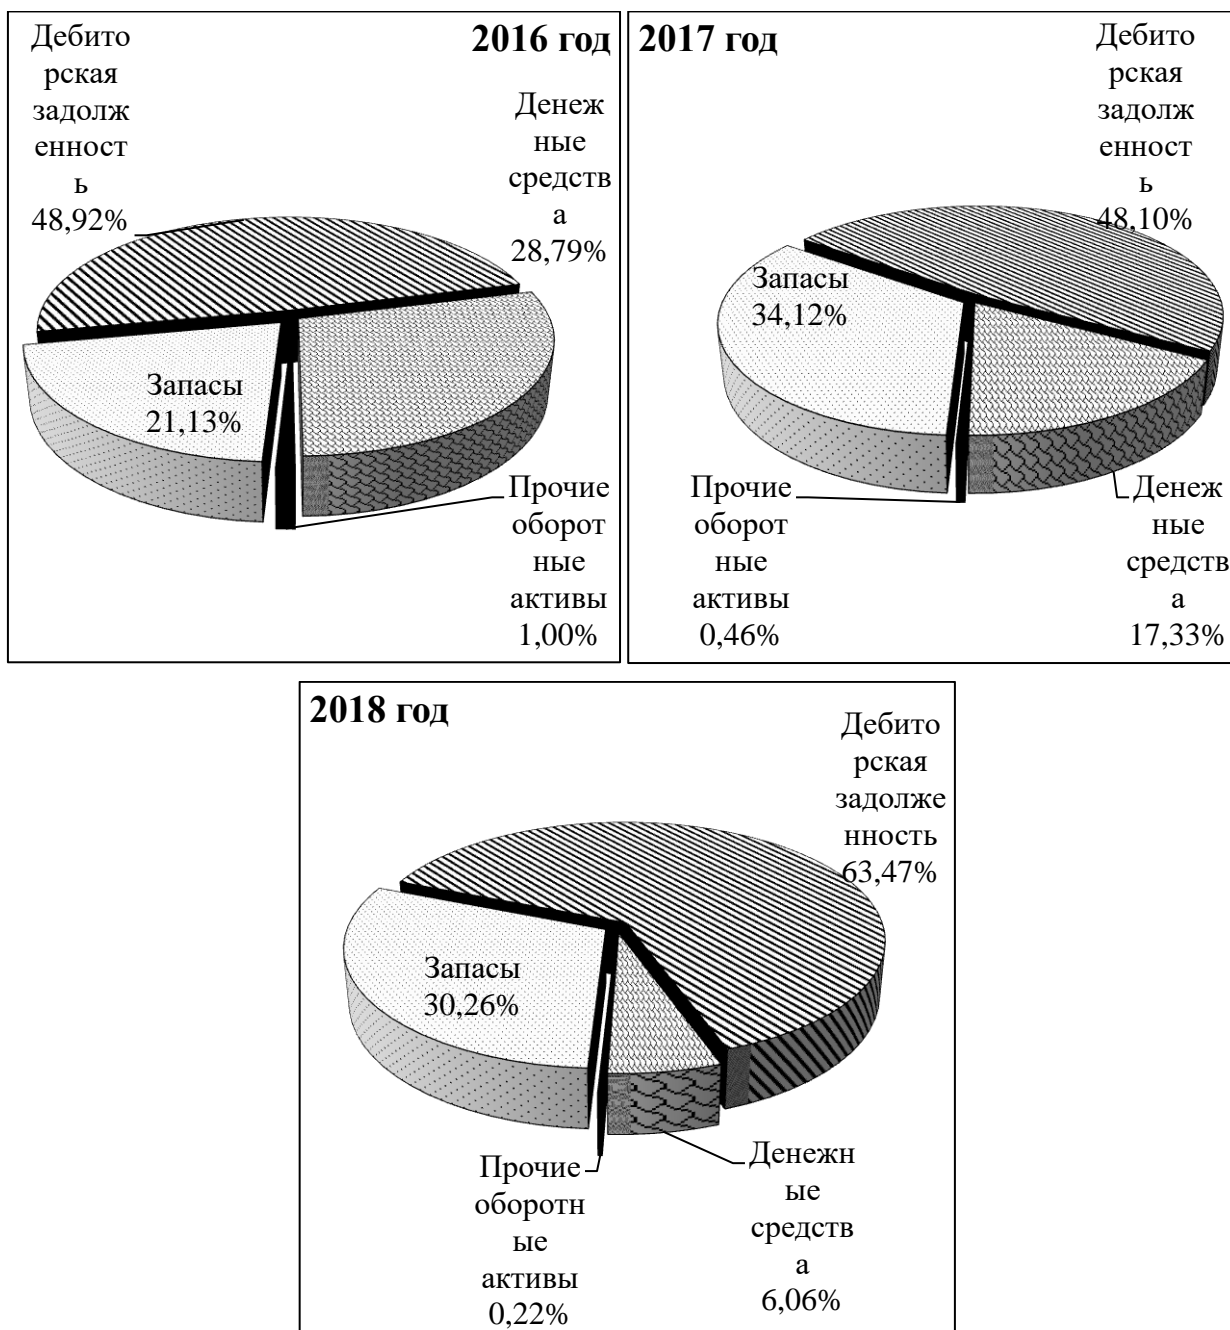 2016 год
Дебито
рская
задолж
енност
ь
48,92%
Денеж
ные
средств
а
28,79%
Запасы
21,13%
Прочие
оборот
ные
активы
1,00%
2017 год
Дебито
рская
задолж
енност
ь
48,10%
Запасы
34,12%
Прочие
оборот
ные
активы
0,46%
Денеж
ные
средств
а
17,33%
2018 год
Дебито
рская
задолже
нность
63,47%
Запасы
30,26%
Прочие
оборотн
ые
активы
0,22%
Денежн
ые
средств
а
6,06%